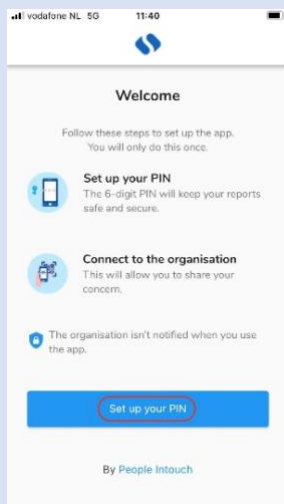 vodafone NL 5G 11:40
Welcome
Follow these steps to set up the app.
You will only do this once.
Set up your PIN
The 6-digit PIN will keep your reports
safe and secure.
Connect to the organisation
This will allow you to share your
concern.
The organisation isn't notified when you use
the app.
Set up your PIN
By People Intouch